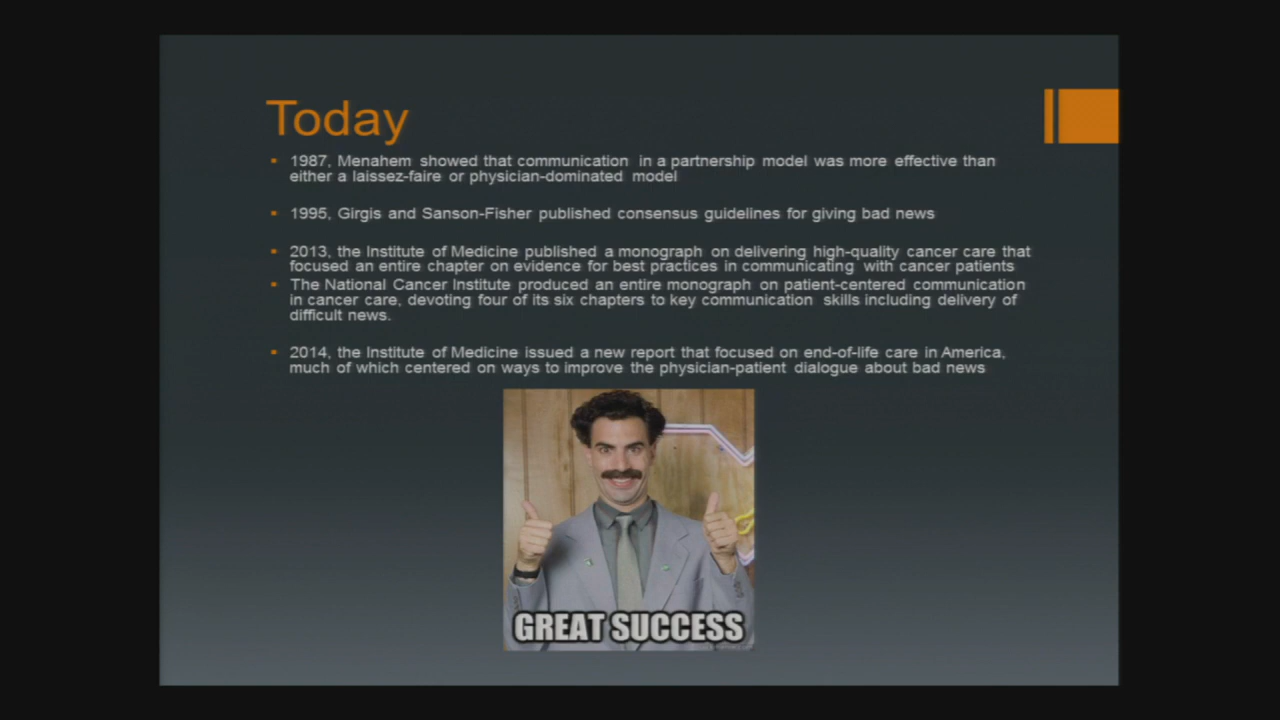 Today
1987, Menahem showed that communication in a partnership model was more effective than
either a laissez-faire or physician-dominated model
1995, Girgis and Sanson-Fisher published consensus guidelines for giving bad news
2013, the Institute of Medicine published a monograph on delivering high-quality cancer care that
focused an entire chapter on evidence for best practices in communicating with cancer patients
The National Cancer Institute produced an entire monograph on patient-centered communication
in cancer care, devoting four of its six chapters to key communication skills including delivery of
difficult news.
2014, the Institute of Medicine issued a new report that focused on end-of-life care in America,
much of which centered on ways to improve the physician-patient dialogue about bad news
GREAT SUCCESS